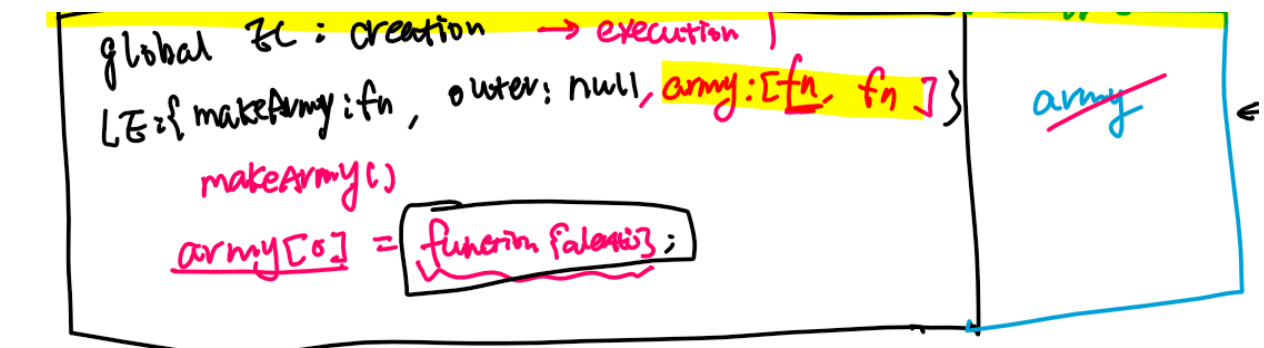 global EC : creation → execution
LE:{ makeArmy: fn, outer: null, army: [fn, fn] }
army
makeArmy()
army[0] = function {alert(i)};